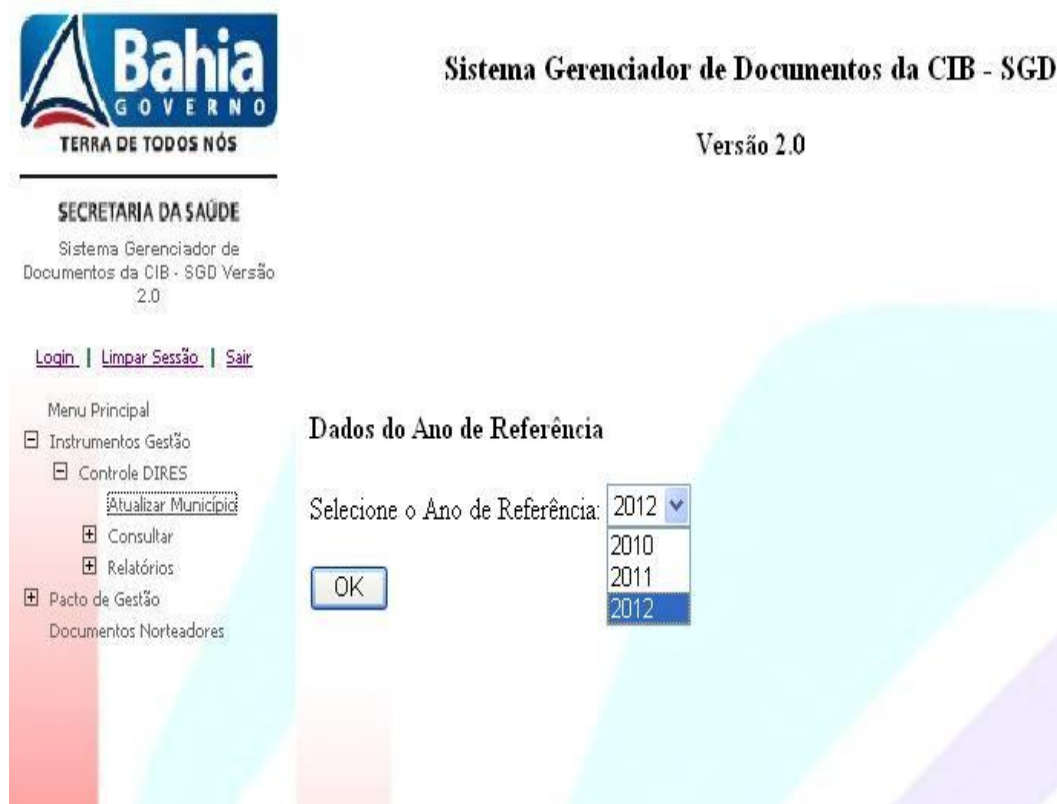 Bahia
GOVERNO
TERRA DE TODOS NÓS
SECRETARIA DA SAÚDE
Sistema Gerenciador de
Documentos da CIB - SGD Versão
2.0
Login | Limpar Sessão | Sair
Menu Principal
Instrumentos Gestão
Controle DIRES
Atualizar Município
Consultar
Relatórios
Pacto de Gestão
Documentos Norteadores
Sistema Gerenciador de Documentos da CIB - SGD
Versão 2.0
Dados do Ano de Referência
Selecione o Ano de Referência: 2012
2010
2011
2012
OK